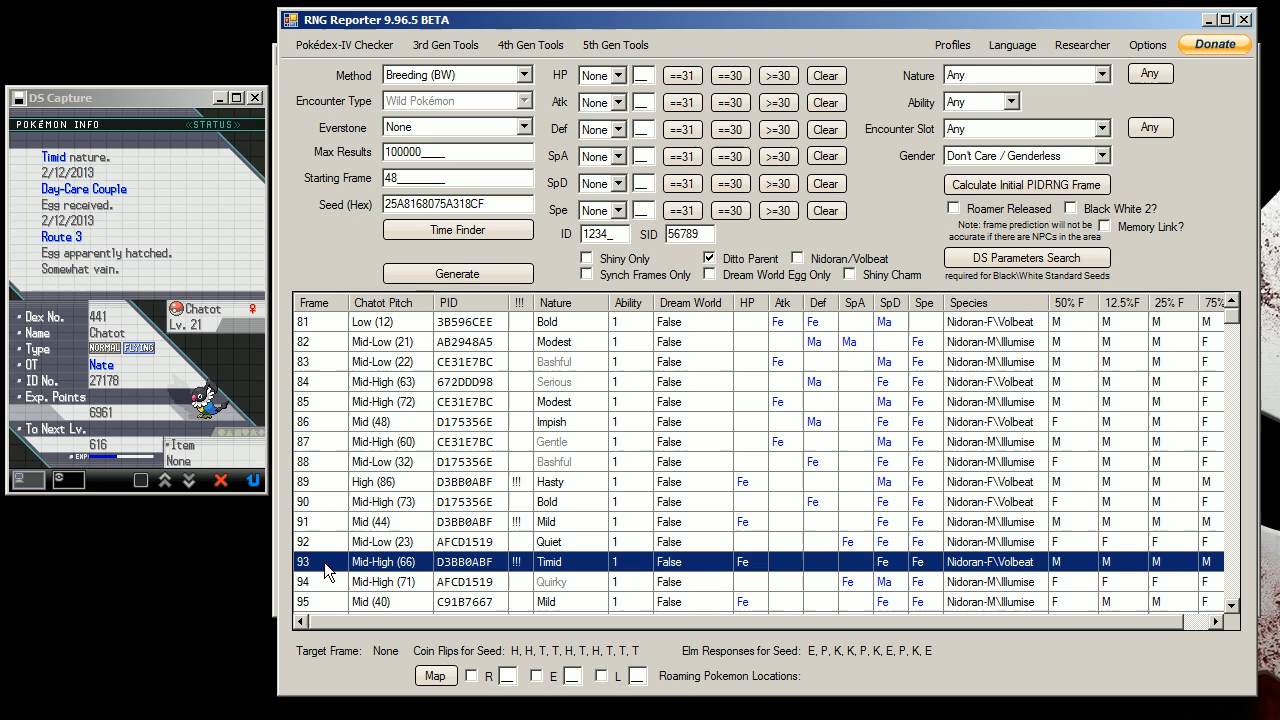 RNG Reporter 9.96.5 BETA
Pokédex-IV Checker 3rd Gen Tools 4th Gen Tools 5th Gen Tools Profiles Language Researcher Options Donate
Method Breeding (BW)
Encounter Type Wild Pokémon
Everstone None
Max Results 100000____
Starting Frame 48________
Seed (Hex) 25A8168075A318CF
Time Finder
Generate
HP None __ ==31 ==30 >=30 Clear
Atk None __ ==31 ==30 >=30 Clear
Def None __ ==31 ==30 >=30 Clear
SpA None __ ==31 ==30 >=30 Clear
SpD None __ ==31 ==30 >=30 Clear
Spe None __ ==31 ==30 >=30 Clear
ID 1234_ SID 56789
Shiny Only Ditto Parent Nidoran/Volbeat
Synch Frames Only Dream World Egg Only Shiny Charm
Nature Any Any
Ability Any
Encounter Slot Any Any
Gender Don't Care / Genderless
Calculate Initial PIDRNG Frame
Roamer Released Black White 2?
Note: frame prediction will not be
accurate if there are NPCs in the area
Memory Link?
DS Parameters Search
required for Black\White Standard Seeds
DS Capture
POKéMON INFO «STATUS»
Timid nature.
2/12/2013
Day-Care Couple
Egg received.
2/12/2013
Route 3
Egg apparently hatched.
Somewhat vain.
Dex No. 441
Name Chatot
Type NORMAL FLYING
OT Nate
ID No. 27178
Exp. Points
6961
To Next Lv.
616
EXP
Chatot ♀
Lv. 21
Item
None
Frame Chatot Pitch PID !!! Nature Ability Dream World HP Atk Def SpA SpD Spe Species 50% F 12.5%F 25% F 75%
81 Low (12) 3B596CEE Bold 1 False Fe Fe Ma Nidoran-F\Volbeat M M M M
82 Mid-Low (21) AB2948A5 Modest 1 False Ma Ma Fe Nidoran-M\Illumise M M M F
83 Mid-Low (22) CE31E7BC Bashful 1 False Fe Ma Fe Nidoran-M\Illumise M M M F
84 Mid-High (63) 672DDD98 Serious 1 False Ma Fe Fe Nidoran-M\Illumise M M M F
85 Mid-High (72) CE31E7BC Modest 1 False Fe Ma Fe Nidoran-M\Illumise M M M F
86 Mid (48) D175356E Impish 1 False Ma Fe Fe Nidoran-F\Volbeat M M M F
87 Mid-High (60) CE31E7BC Gentle 1 False Fe Ma Fe Nidoran-M\Illumise M M M F
88 Mid-Low (32) D175356E Bashful 1 False Fe Fe Fe Nidoran-F\Volbeat M M M F
89 High (86) D3BB0ABF !!! Hasty 1 False Fe Ma Fe Nidoran-F\Volbeat M M M M
90 Mid-High (73) D175356E Bold 1 False Fe Fe Fe Nidoran-F\Volbeat M M M F
91 Mid (44) D3BB0ABF !!! Mild 1 False Fe Fe Fe Nidoran-M\Illumise M M M M
92 Mid-Low (23) AFCD1519 Quiet 1 False Fe Fe Fe Nidoran-M\Illumise F F F F
93 Mid-High (66) D3BB0ABF !!! Timid 1 False Fe Fe Fe Nidoran-F\Volbeat M M M M
94 Mid-High (71) AFCD1519 Quirky 1 False Fe Ma Fe Nidoran-M\Illumise F F F F
95 Mid (40) C91B7667 Mild 1 False Fe Fe Fe Nidoran-M\Illumise F M M F
Target Frame: None Coin Flips for Seed: H, H, T, T, H, T, H, T, T, T Elm Responses for Seed: E, P, K, K, P, K, E, P, K, E
Map R __ E __ L __ Roaming Pokemon Locations: